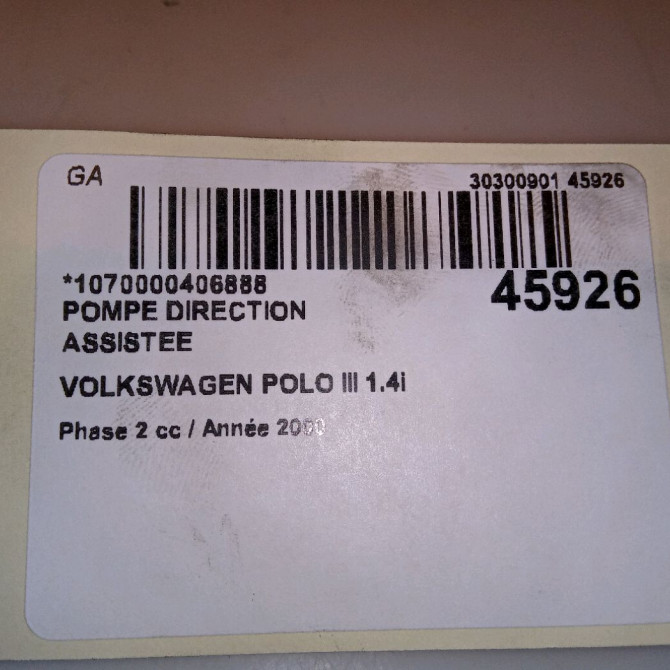 GA
30300901 45926
*1070000406888
45926
POMPE DIRECTION
ASSISTEE
VOLKSWAGEN POLO III 1.4i
Phase 2 cc / Année